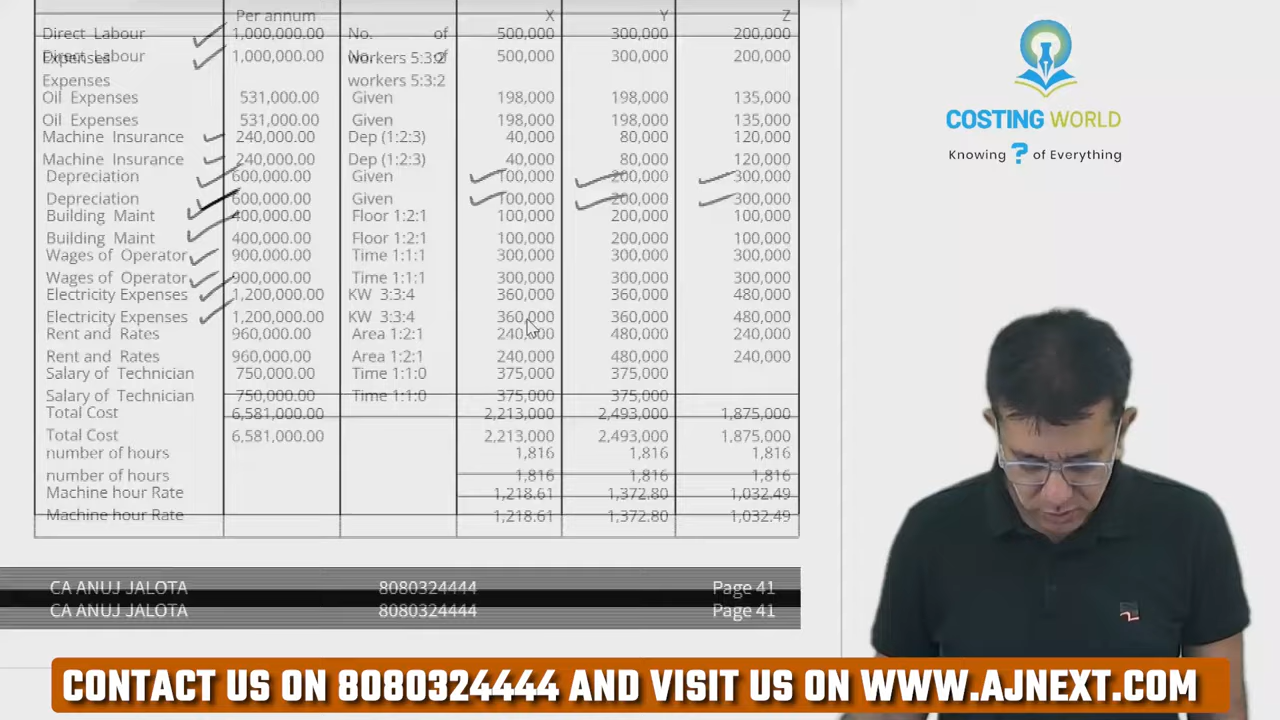 Per annum X Y Z
Direct Labour 1,000,000.00 No. of 500,000 300,000 200,000
Direct Labour 1,000,000.00 No. of 500,000 300,000 200,000
Expenses workers 5:3:2
Expenses workers 5:3:2
Oil Expenses 531,000.00 Given 198,000 198,000 135,000
Oil Expenses 531,000.00 Given 198,000 198,000 135,000
Machine Insurance 240,000.00 Dep (1:2:3) 40,000 80,000 120,000
Machine Insurance 240,000.00 Dep (1:2:3) 40,000 80,000 120,000
Depreciation 600,000.00 Given 100,000 200,000 300,000
Depreciation 600,000.00 Given 100,000 200,000 300,000
Building Maint 400,000.00 Floor 1:2:1 100,000 200,000 100,000
Building Maint 400,000.00 Floor 1:2:1 100,000 200,000 100,000
Wages of Operator 900,000.00 Time 1:1:1 300,000 300,000 300,000
Wages of Operator 900,000.00 Time 1:1:1 300,000 300,000 300,000
Electricity Expenses 1,200,000.00 KW 3:3:4 360,000 360,000 480,000
Electricity Expenses 1,200,000.00 KW 3:3:4 360,000 360,000 480,000
Rent and Rates 960,000.00 Area 1:2:1 240,000 480,000 240,000
Rent and Rates 960,000.00 Area 1:2:1 240,000 480,000 240,000
Salary of Technician 750,000.00 Time 1:1:0 375,000 375,000
Salary of Technician 750,000.00 Time 1:1:0 375,000 375,000
Total Cost 6,581,000.00 2,213,000 2,493,000 1,875,000
Total Cost 6,581,000.00 2,213,000 2,493,000 1,875,000
number of hours 1,816 1,816 1,816
number of hours 1,816 1,816 1,816
Machine hour Rate 1,218.61 1,372.80 1,032.49
Machine hour Rate 1,218.61 1,372.80 1,032.49
CA ANUJ JALOTA 8080324444 Page 41
CA ANUJ JALOTA 8080324444 Page 41
COSTING WORLD
Knowing ? of Everything
CONTACT US ON 8080324444 AND VISIT US ON WWW.AJNEXT.COM